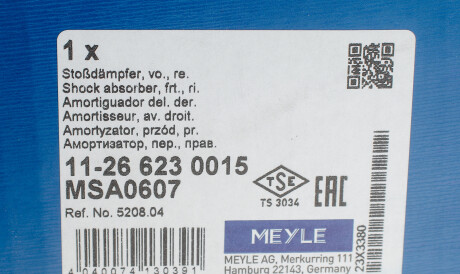 1 x
Stoßdämpfer, vo., re.
Shock absorber, frt., ri.
Amortiguador del. der.
Amortisseur, av. droit.
Amortyzator, przód, pr.
Амортизатор, пер., прав.
11-26 623 0015
MSA0607
Ref. No. 5208.04
TSE
TS 3034
EAC
MEYLE
MEYLE AG, Merkurring 111
Hamburg 22143, Germany
23X3380
4 040074 130391